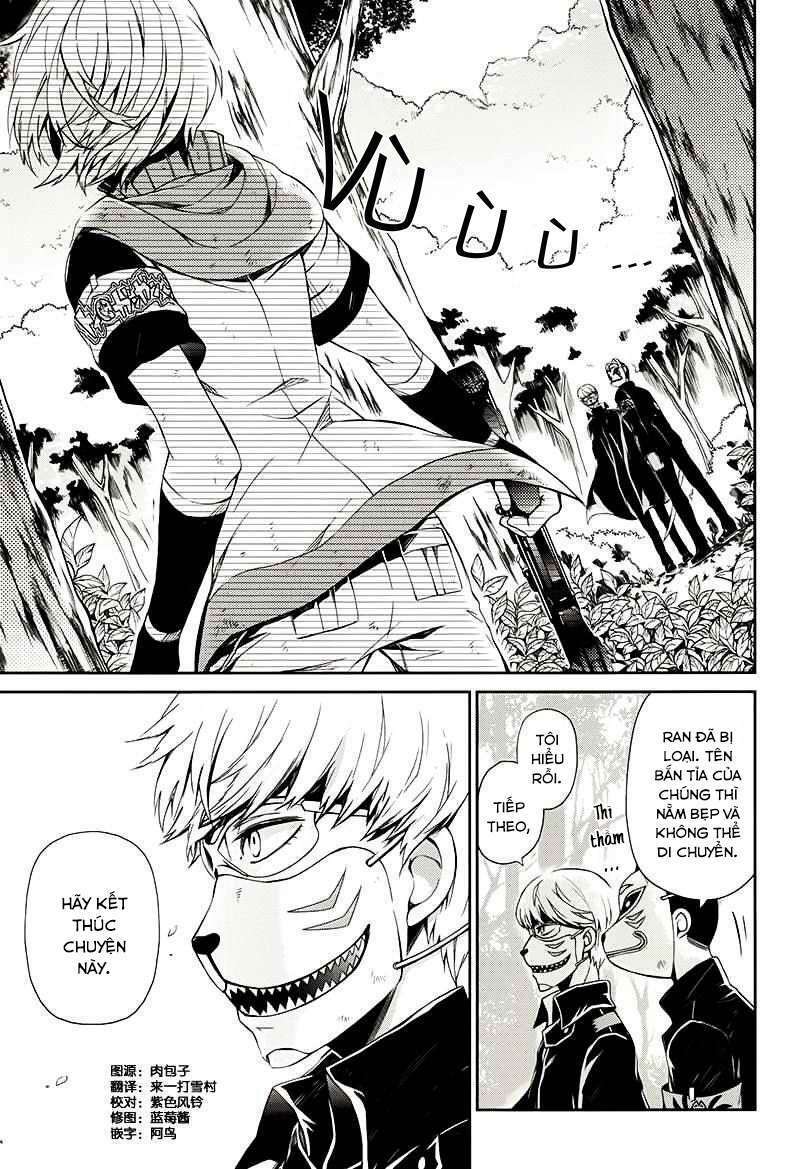 VÙ Ù Ù ...
RAN ĐÃ BỊ
LOẠI. TÊN
BẮN TỈA CỦA
CHÚNG THÌ
NẰM BẸP VÀ
KHÔNG THỂ
DI CHUYỂN.
Thì
thầm
...
TÔI
HIỂU
RỒI.
TIẾP
THEO,
HÃY KẾT
THÚC
CHUYỆN
NÀY.
图源：肉包子
翻译：来一打雪村
校对：紫色风铃
修图：蓝莓酱
嵌字：阿鸟